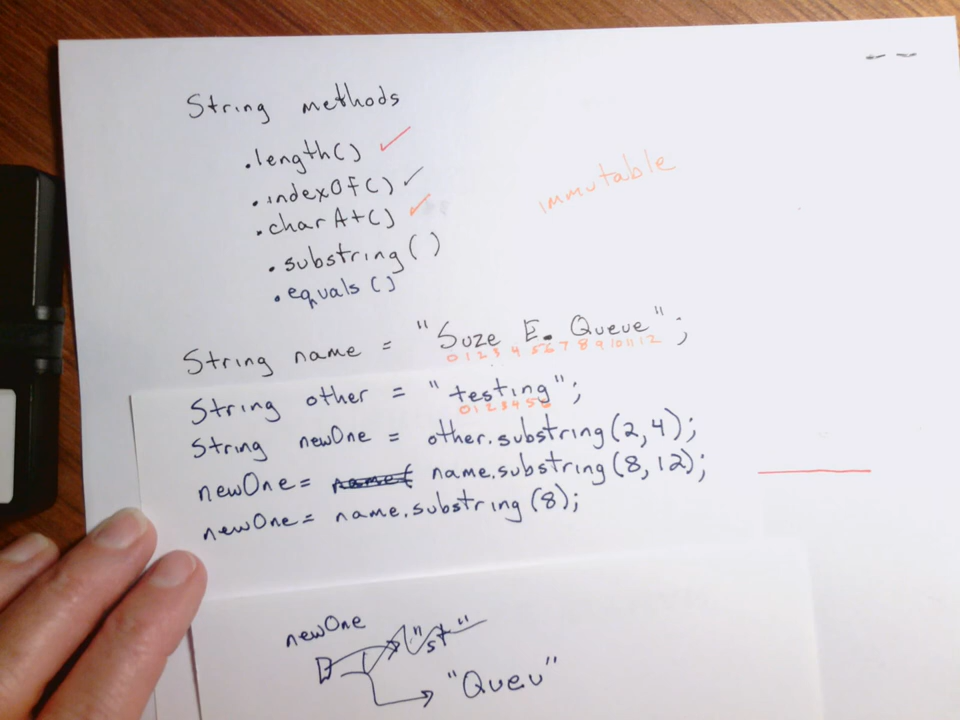 String methods
.length()
.indexOf()
.charAt()
immutable
.substring()
.equals()
String name = "Suze E. Queue";
0 1 2 3 4 5 6 7 8 9 10 11 12
String other = "testing";
0 1 2 3 4 5 6
String newOne = other.substring(2,4);
newOne = name( name.substring(8,12);
newOne = name.substring(8);
newOne
"st"
"Queu"